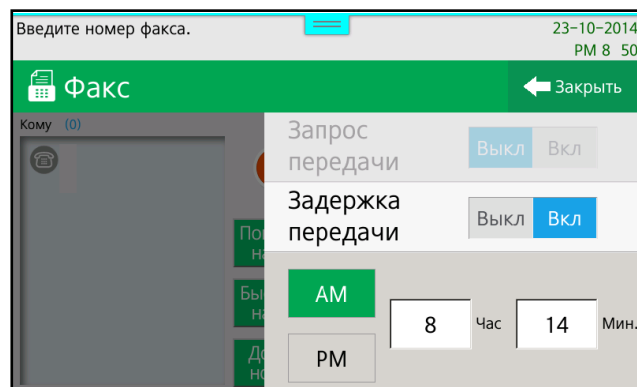 Введите номер факса.
23-10-2014
PM 8 50
Факс
Закрыть
Кому (0)
Запрос
передачи
Выкл Вкл
Задержка
передачи
Выкл Вкл
AM
8 Час 14 Мин.
PM